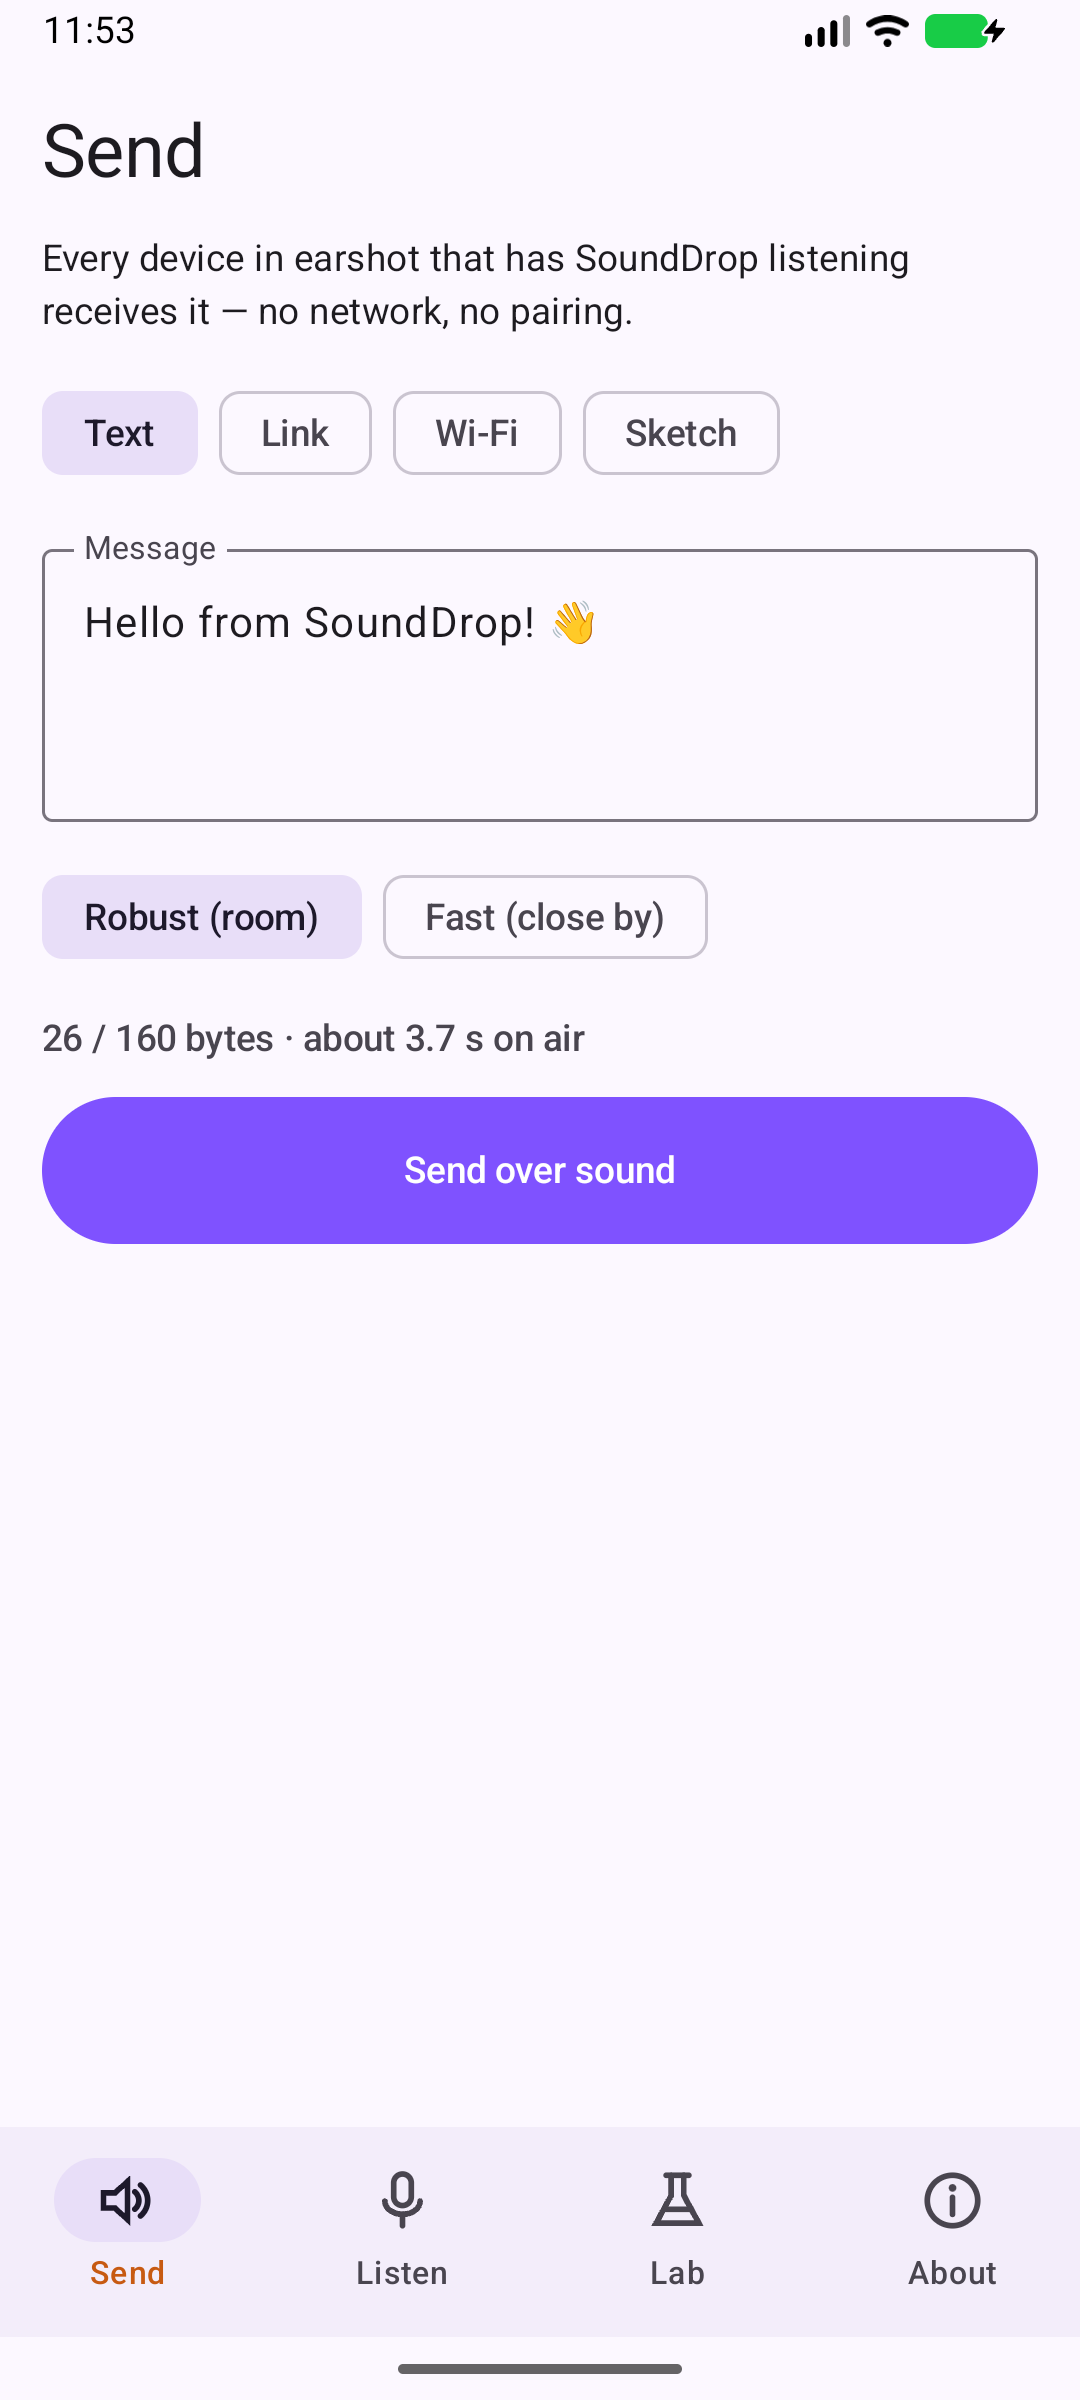 11:53
Send
Every device in earshot that has SoundDrop listening
receives it — no network, no pairing.
Text
Link
Wi-Fi
Sketch
Message
Hello from SoundDrop! 👋
Robust (room)
Fast (close by)
26 / 160 bytes · about 3.7 s on air
Send over sound
Send
Listen
Lab
About